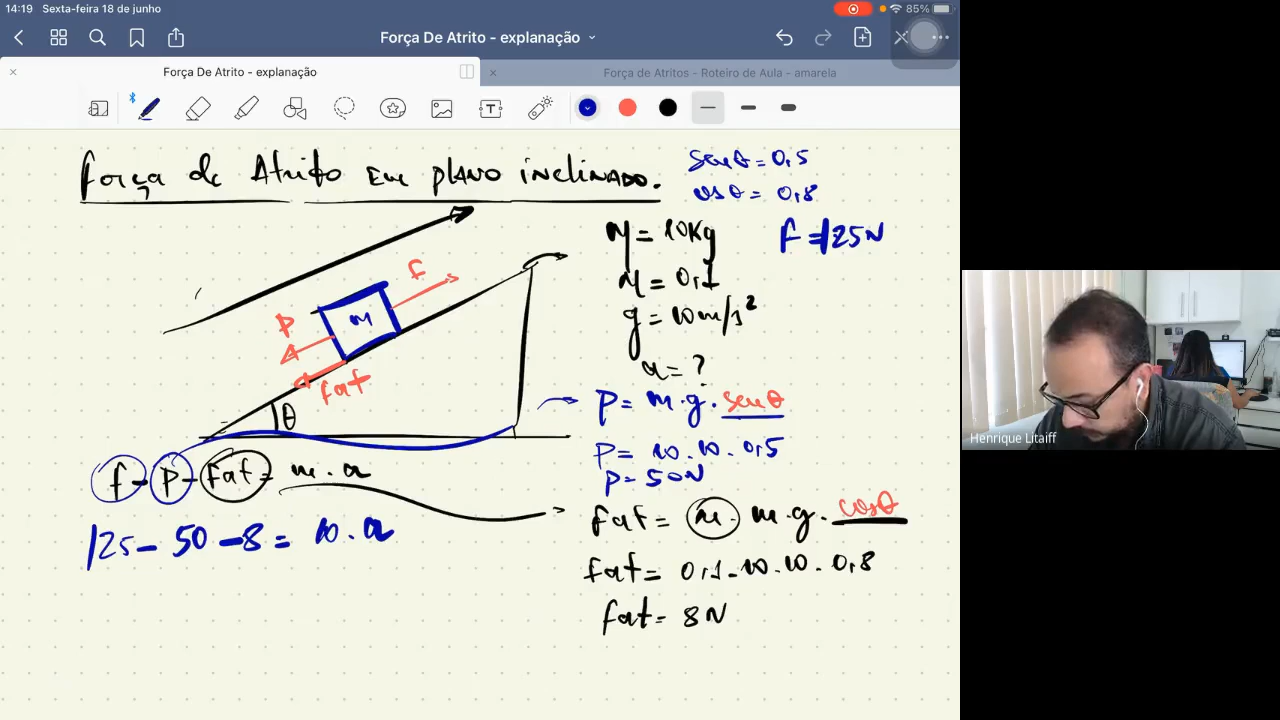 14:19 Sexta-feira 18 de junho
85%
Força De Atrito - explanação
Força De Atrito - explanação
Força de Atritos - Roteiro de Aula - amarela
Força de Atrito em plano inclinado.
senθ = 0,5
cosθ = 0,8
M = 10Kg
F = 125N
μ = 0,1
g = 10m/s²
a = ?
F
P
M
fat
θ
P = m.g.senθ
P = 10.10.0,5
P = 50N
F - P - Fat = m.a
fat = μ.m.g.cosθ
125 - 50 - 8 = 10.a
fat = 0,1.10.10.0,8
fat = 8N
Henrique Litaiff